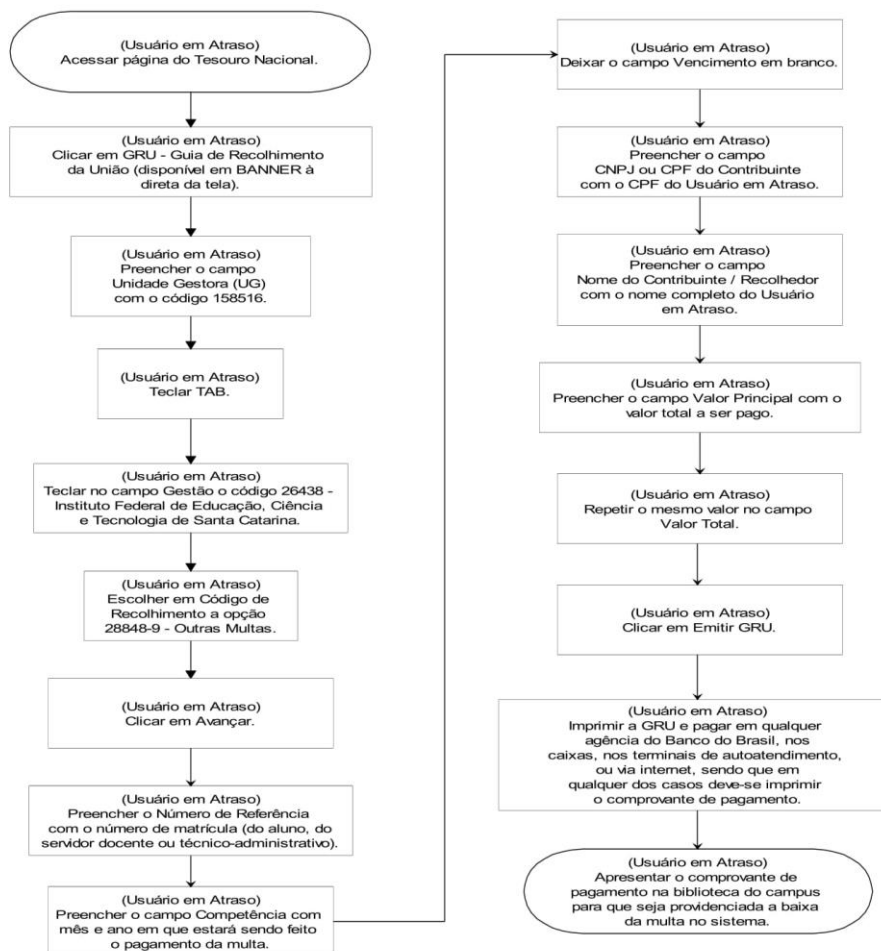 (Usuário em Atraso)
Acessar página do Tesouro Nacional.
(Usuário em Atraso)
Clicar em GRU - Guia de Recolhimento
da União (disponível em BANNER à
direta da tela).
(Usuário em Atraso)
Preencher o campo
Unidade Gestora (UG)
com o código 158516.
(Usuário em Atraso)
Teclar TAB.
(Usuário em Atraso)
Teclar no campo Gestão o código 26438 -
Instituto Federal de Educação, Ciência
e Tecnologia de Santa Catarina.
(Usuário em Atraso)
Escolher em Código de
Recolhimento a opção
28848-9 - Outras Multas.
(Usuário em Atraso)
Clicar em Avançar.
(Usuário em Atraso)
Preencher o Número de Referência
com o número de matrícula (do aluno, do
servidor docente ou técnico-administrativo).
(Usuário em Atraso)
Preencher o campo Competência com
mês e ano em que estará sendo feito
o pagamento da multa.
(Usuário em Atraso)
Deixar o campo Vencimento em branco.
(Usuário em Atraso)
Preencher o campo
CNPJ ou CPF do Contribuinte
com o CPF do Usuário em Atraso.
(Usuário em Atraso)
Preencher o campo
Nome do Contribuinte / Recolhedor
com o nome completo do Usuário
em Atraso.
(Usuário em Atraso)
Preencher o campo Valor Principal com o
valor total a ser pago.
(Usuário em Atraso)
Repetir o mesmo valor no campo
Valor Total.
(Usuário em Atraso)
Clicar em Emitir GRU.
(Usuário em Atraso)
Imprimir a GRU e pagar em qualquer
agência do Banco do Brasil, nos
caixas, nos terminais de autoatendimento,
ou via internet, sendo que em
qualquer dos casos deve-se imprimir
o comprovante de pagamento.
(Usuário em Atraso)
Apresentar o comprovante de
pagamento na biblioteca do campus
para que seja providenciada a baixa
da multa no sistema.